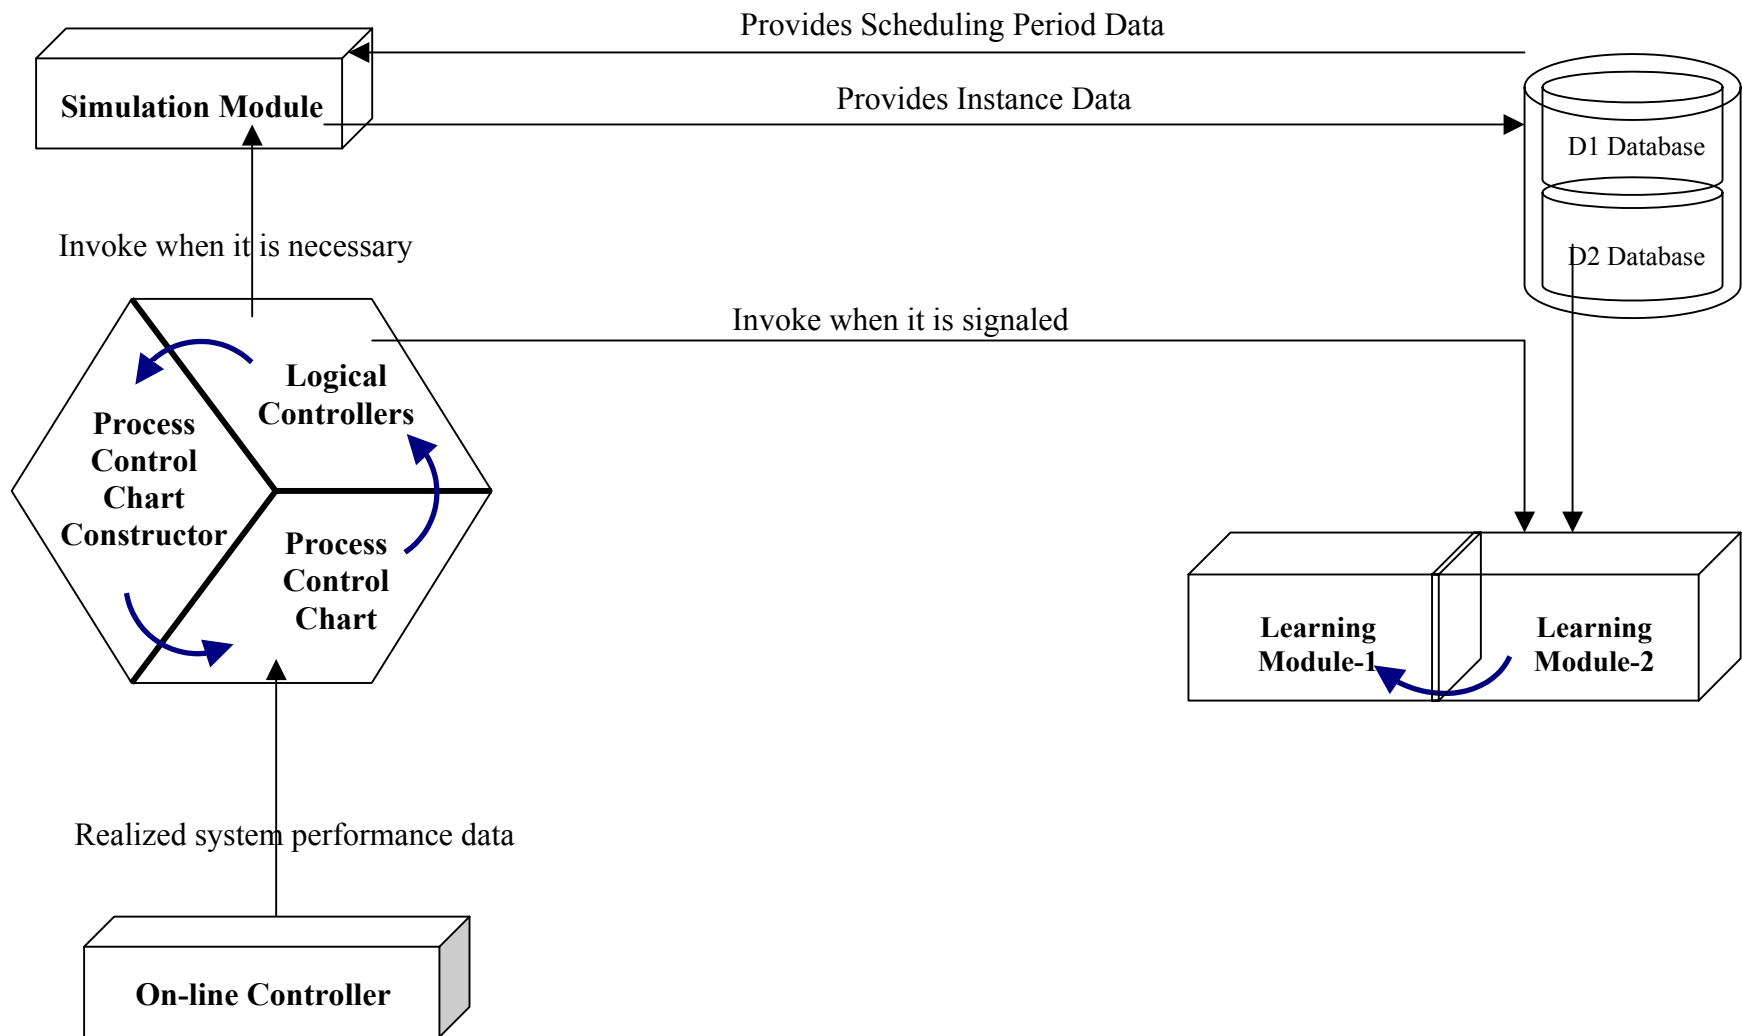 Provides Scheduling Period Data
Simulation Module
Provides Instance Data
D1 Database
D2 Database
Invoke when it is necessary
Invoke when it is signaled
Logical
Controllers
Process
Control
Chart
Constructor
Process
Control
Chart
Learning
Module-1
Learning
Module-2
Realized system performance data
On-line Controller